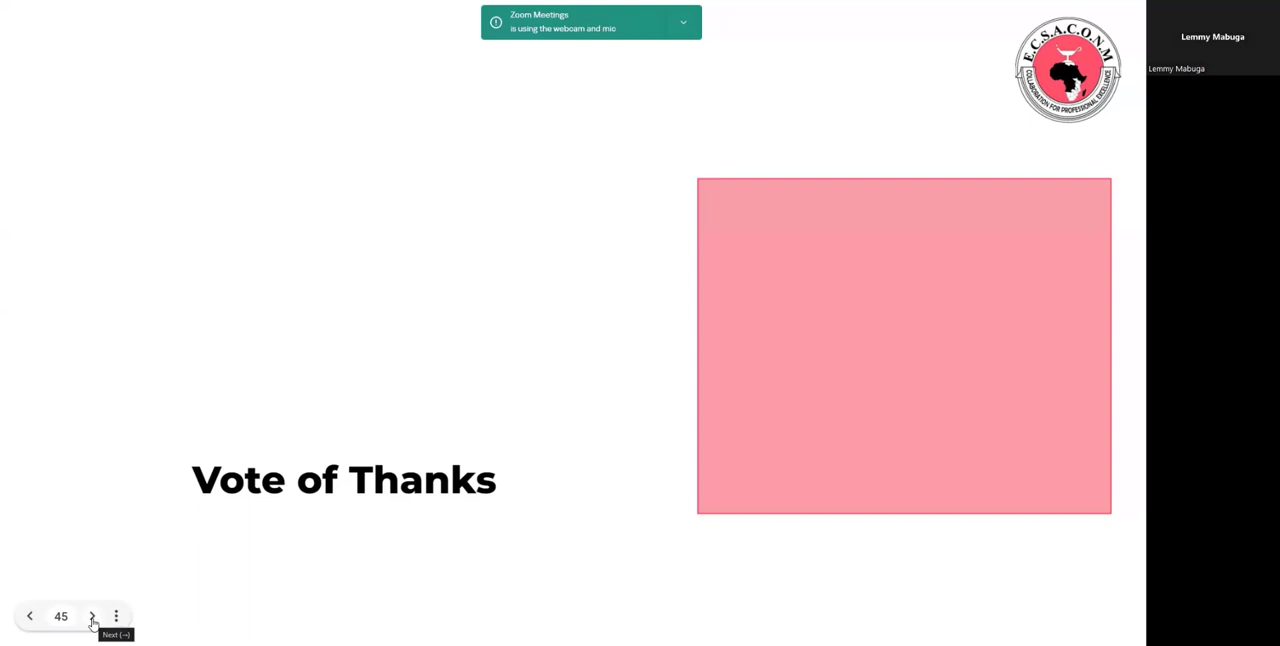 Zoom Meetings
is using the webcam and mic
E.C.S.A.C.O.N.M
COLLABORATION FOR PROFESSIONAL EXCELLENCE
Lemmy Mabuga
Lemmy Mabuga
Vote of Thanks
45
Next (→)